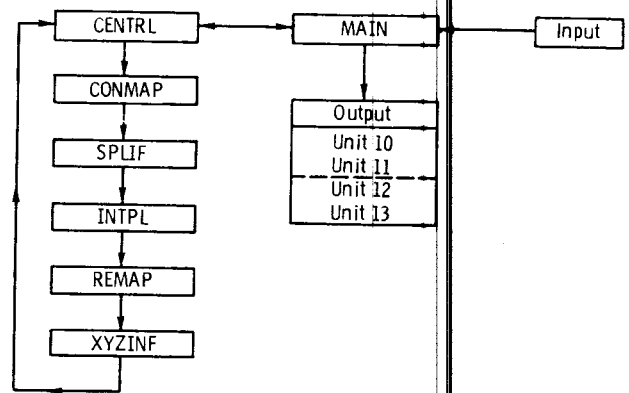 CENTRL
MAIN
Input
CONMAP
Output
SPLIF
Unit 10
Unit 11
Unit 12
Unit 13
INTPL
REMAP
XYZINF